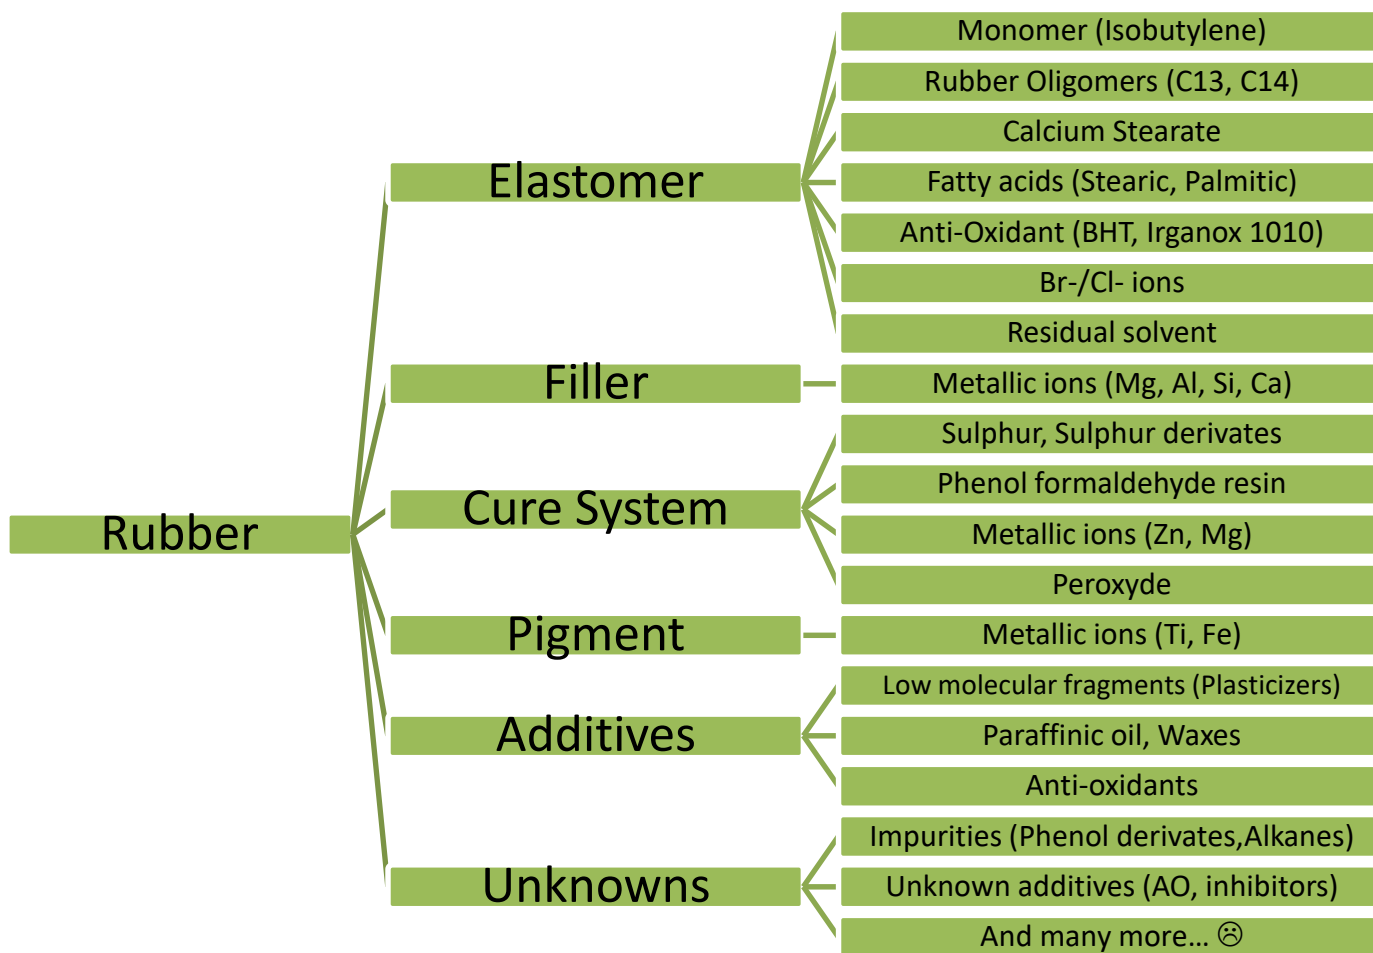 Rubber
Elastomer
Monomer (Isobutylene)
Rubber Oligomers (C13, C14)
Calcium Stearate
Fatty acids (Stearic, Palmitic)
Anti-Oxidant (BHT, Irganox 1010)
Br-/Cl- ions
Residual solvent
Filler
Metallic ions (Mg, Al, Si, Ca)
Cure System
Sulphur, Sulphur derivates
Phenol formaldehyde resin
Metallic ions (Zn, Mg)
Peroxyde
Pigment
Metallic ions (Ti, Fe)
Additives
Low molecular fragments (Plasticizers)
Paraffinic oil, Waxes
Anti-oxidants
Unknowns
Impurities (Phenol derivates,Alkanes)
Unknown additives (AO, inhibitors)
And many more... ☹